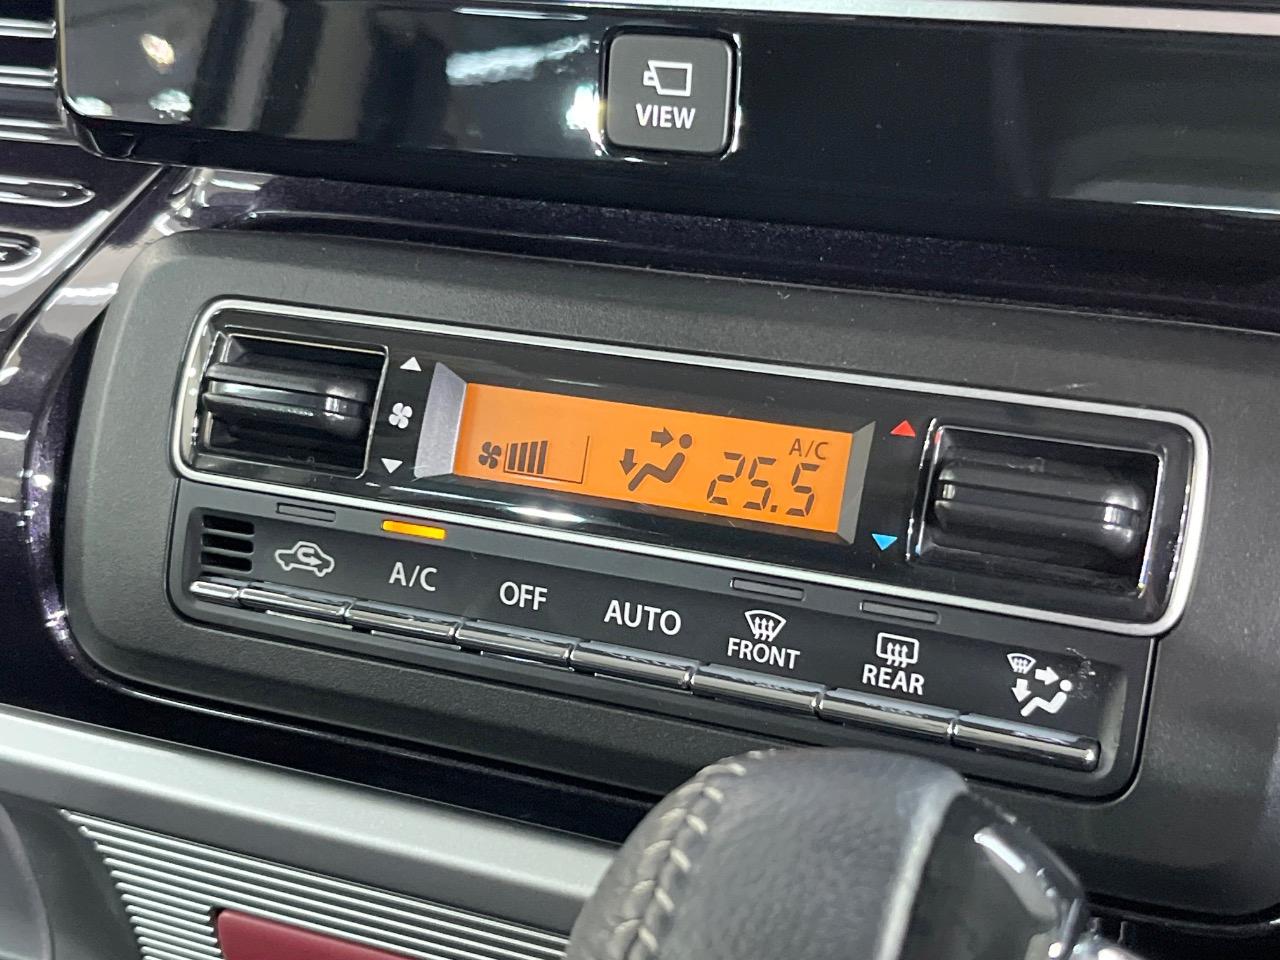 VIEW
A/C
25.5
A/C
OFF
AUTO
FRONT
REAR